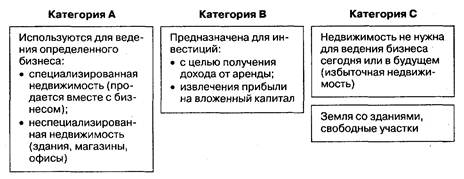 Категория А
Используются для веде-
ния определенного
бизнеса:
• специализированная
недвижимость (про-
дается вместе с биз-
несом);
• неспециализирован-
ная недвижимость
(здания, магазины,
офисы)
Категория В
Предназначена для ин-
вестиций:
• с целью получения
дохода от аренды;
• извлечения прибыли
на вложенный капитал
Категория С
Недвижимость не нужна
для ведения бизнеса
сегодня или в будущем
(избыточная недвижи-
мость)
Земля со зданиями,
свободные участки